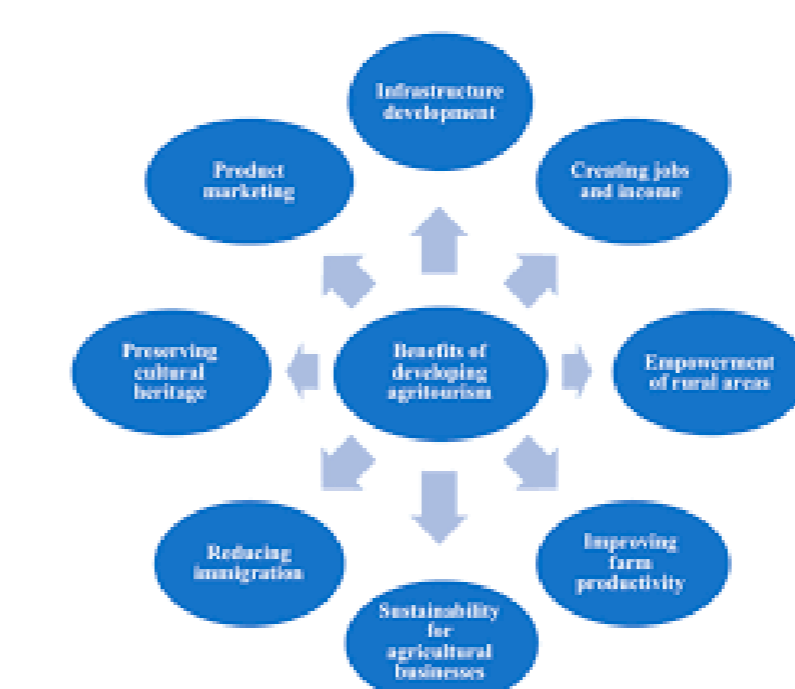 Infrastructure
development
Product
marketing
Creating jobs
and income
Preserving
cultural
heritage
Benefits of
developing
agritourism
Empowerment
of rural areas
Reducing
immigration
Improving
farm
productivity
Sustainability
for
agricultural
businesses